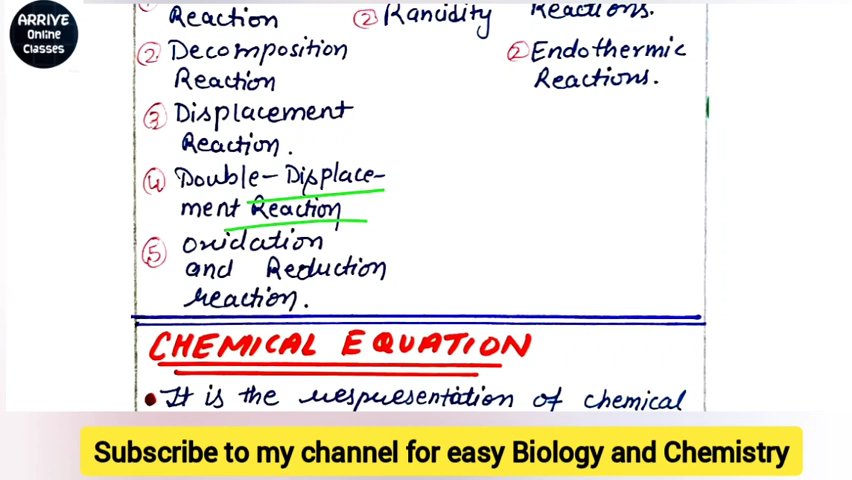 ARRIVE
Online
Classes
Reaction
② Rancidity
Reactions.
② Decomposition
Reaction
② Endothermic
Reactions.
③ Displacement
Reaction.
④ Double-Displace-
ment Reaction
⑤ oxidation
and Reduction
reaction.
CHEMICAL EQUATION
• It is the respresentation of chemical
Subscribe to my channel for easy Biology and Chemistry